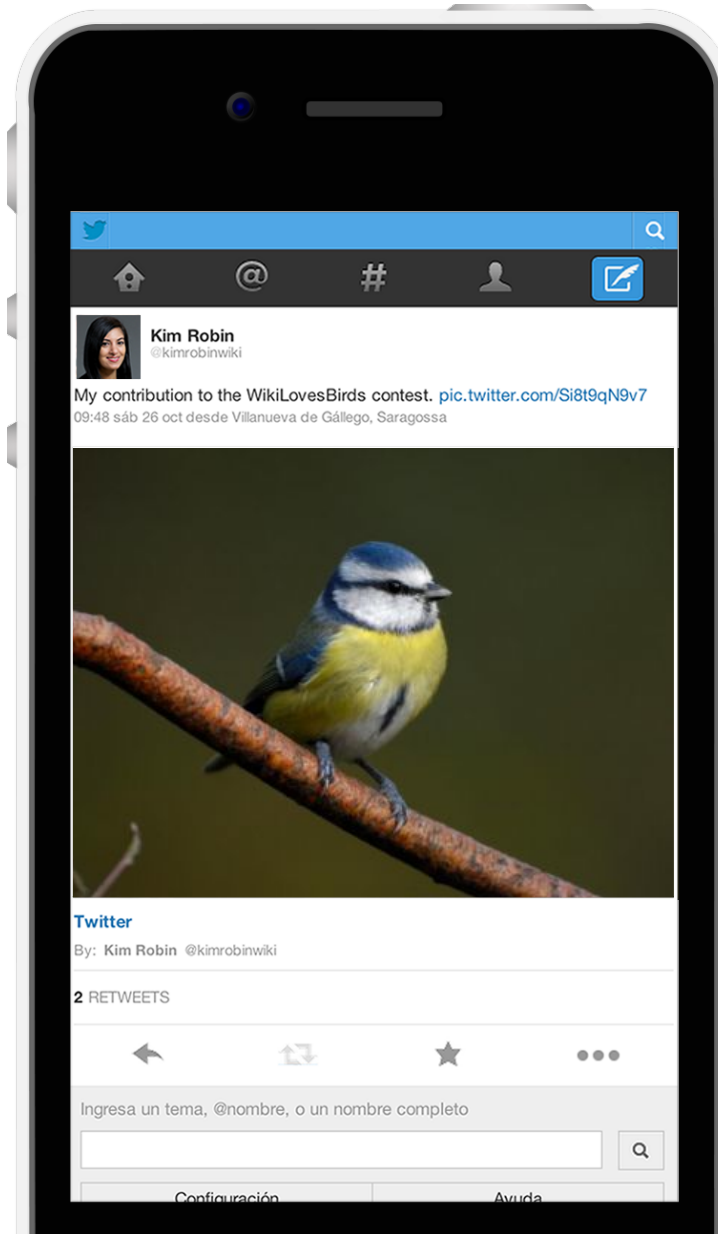 Kim Robin
@kimrobinwiki
My contribution to the WikiLovesBirds contest. pic.twitter.com/Si8t9qN9v7
09:48 sáb 26 oct desde Villanueva de Gállego, Saragossa
Twitter
By: Kim Robin @kimrobinwiki
2 RETWEETS
Ingresa un tema, @nombre, o un nombre completo
Configuración Ayuda